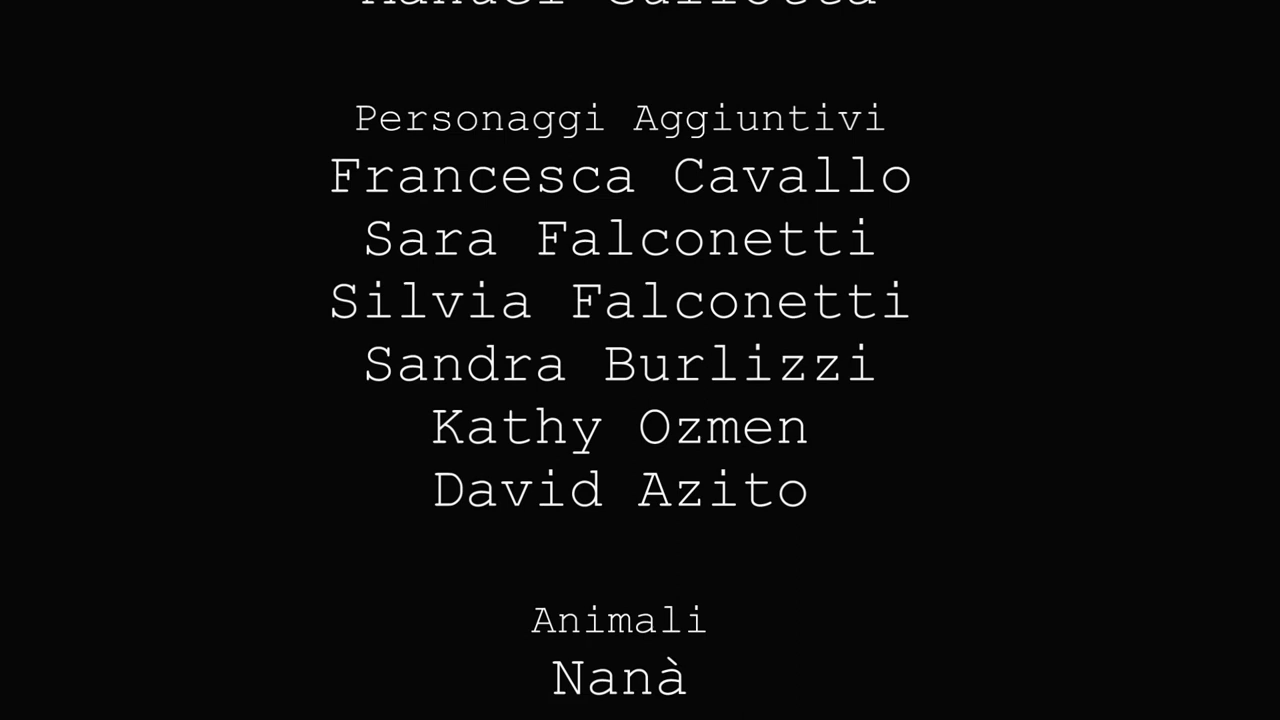 Personaggi Aggiuntivi
Francesca Cavallo
Sara Falconetti
Silvia Falconetti
Sandra Burlizzi
Kathy Ozmen
David Azito
Animali
Nanà